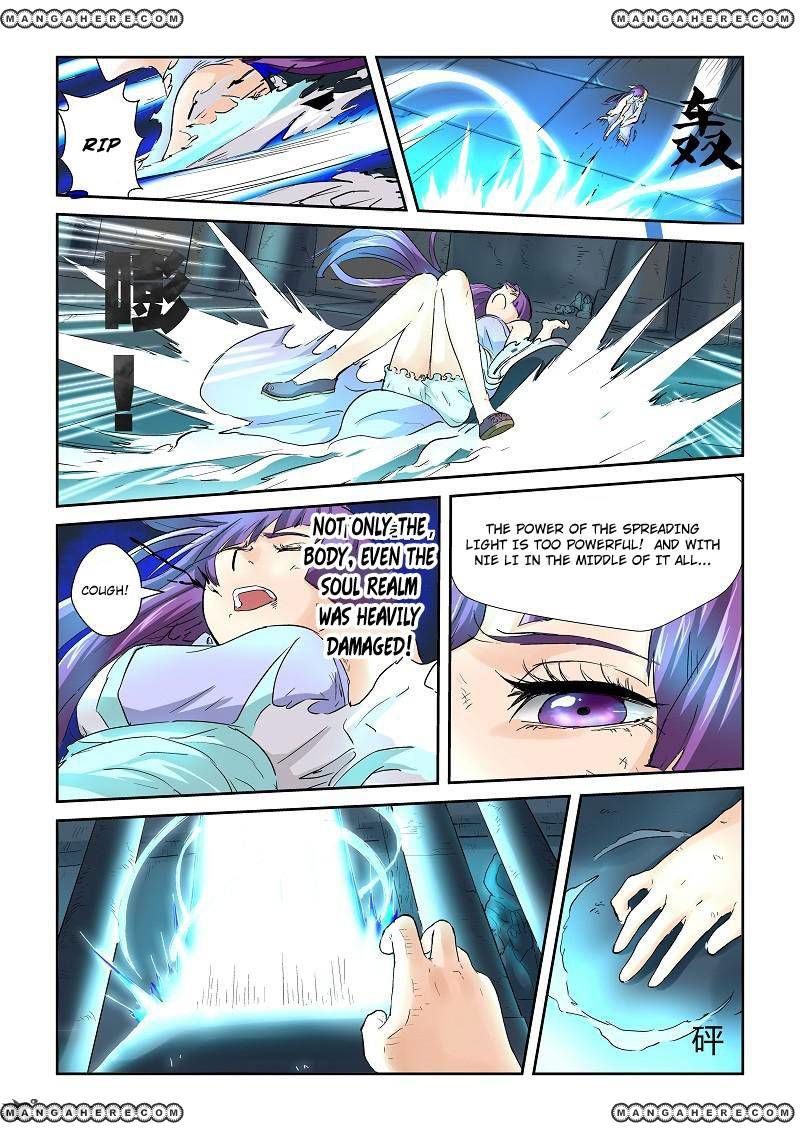 MANGAHERE.COM
MANGAHERE.COM
RIP
轰
嘭!
NOT ONLY THE,
BODY, EVEN THE
SOUL REALM
WAS HEAVILY
DAMAGED!
COUGH!
THE POWER OF THE SPREADING
LIGHT IS TOO POWERFUL! AND WITH
NIE LI IN THE MIDDLE OF IT ALL...
砰
MANGAHERE.COM
MANGAHERE.COM